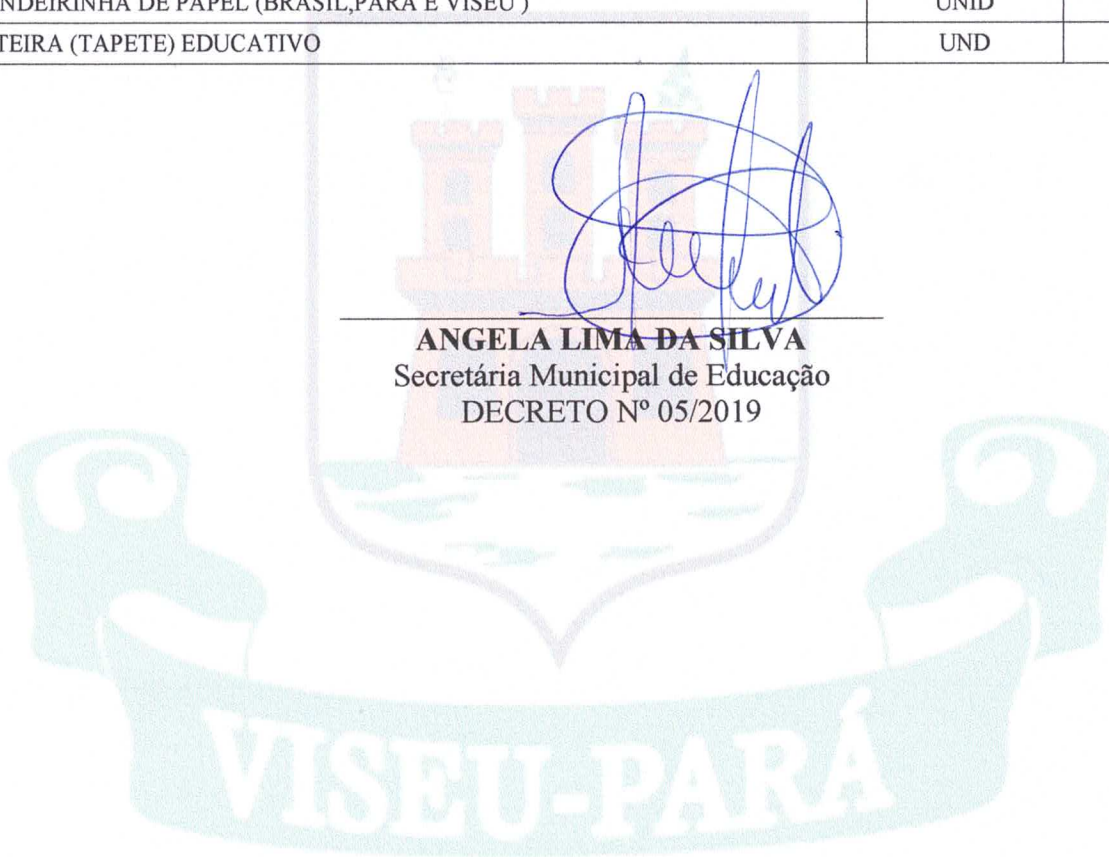 NDEIRINHA DE PAPEL (BRASIL,PARÁ E VISEU ) UNID
TEIRA (TAPETE) EDUCATIVO UND
ANGELA LIMA DA SILVA
Secretária Municipal de Educação
DECRETO Nº 05/2019
VISEU-PARÁ